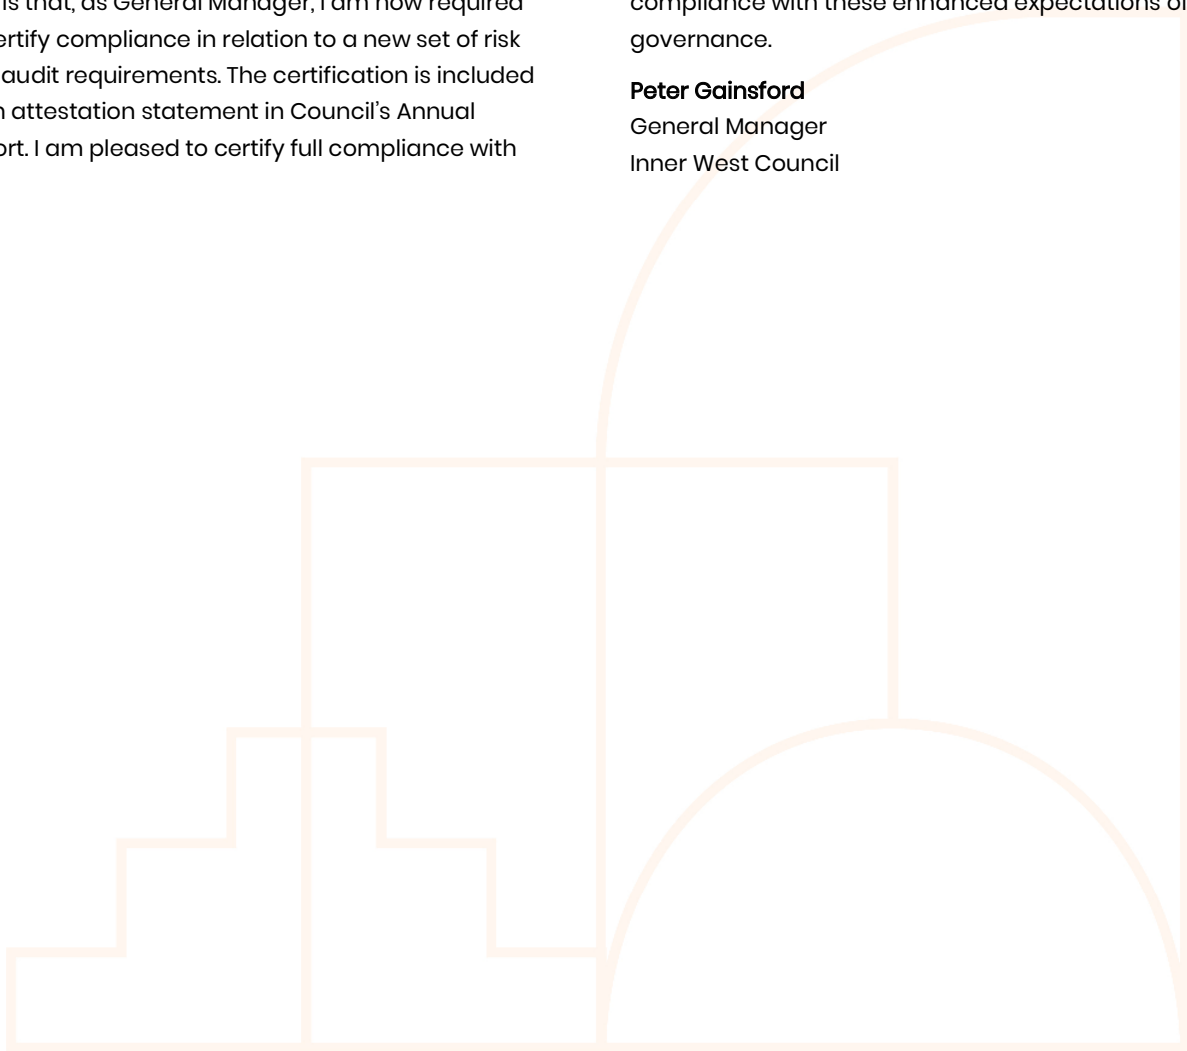 is that, as General Manager, I am now required
ertify compliance in relation to a new set of risk
audit requirements. The certification is included
n attestation statement in Council's Annual
ort. I am pleased to certify full compliance with
compliance with these enhanced expectations of
governance.
Peter Gainsford
General Manager
Inner West Council